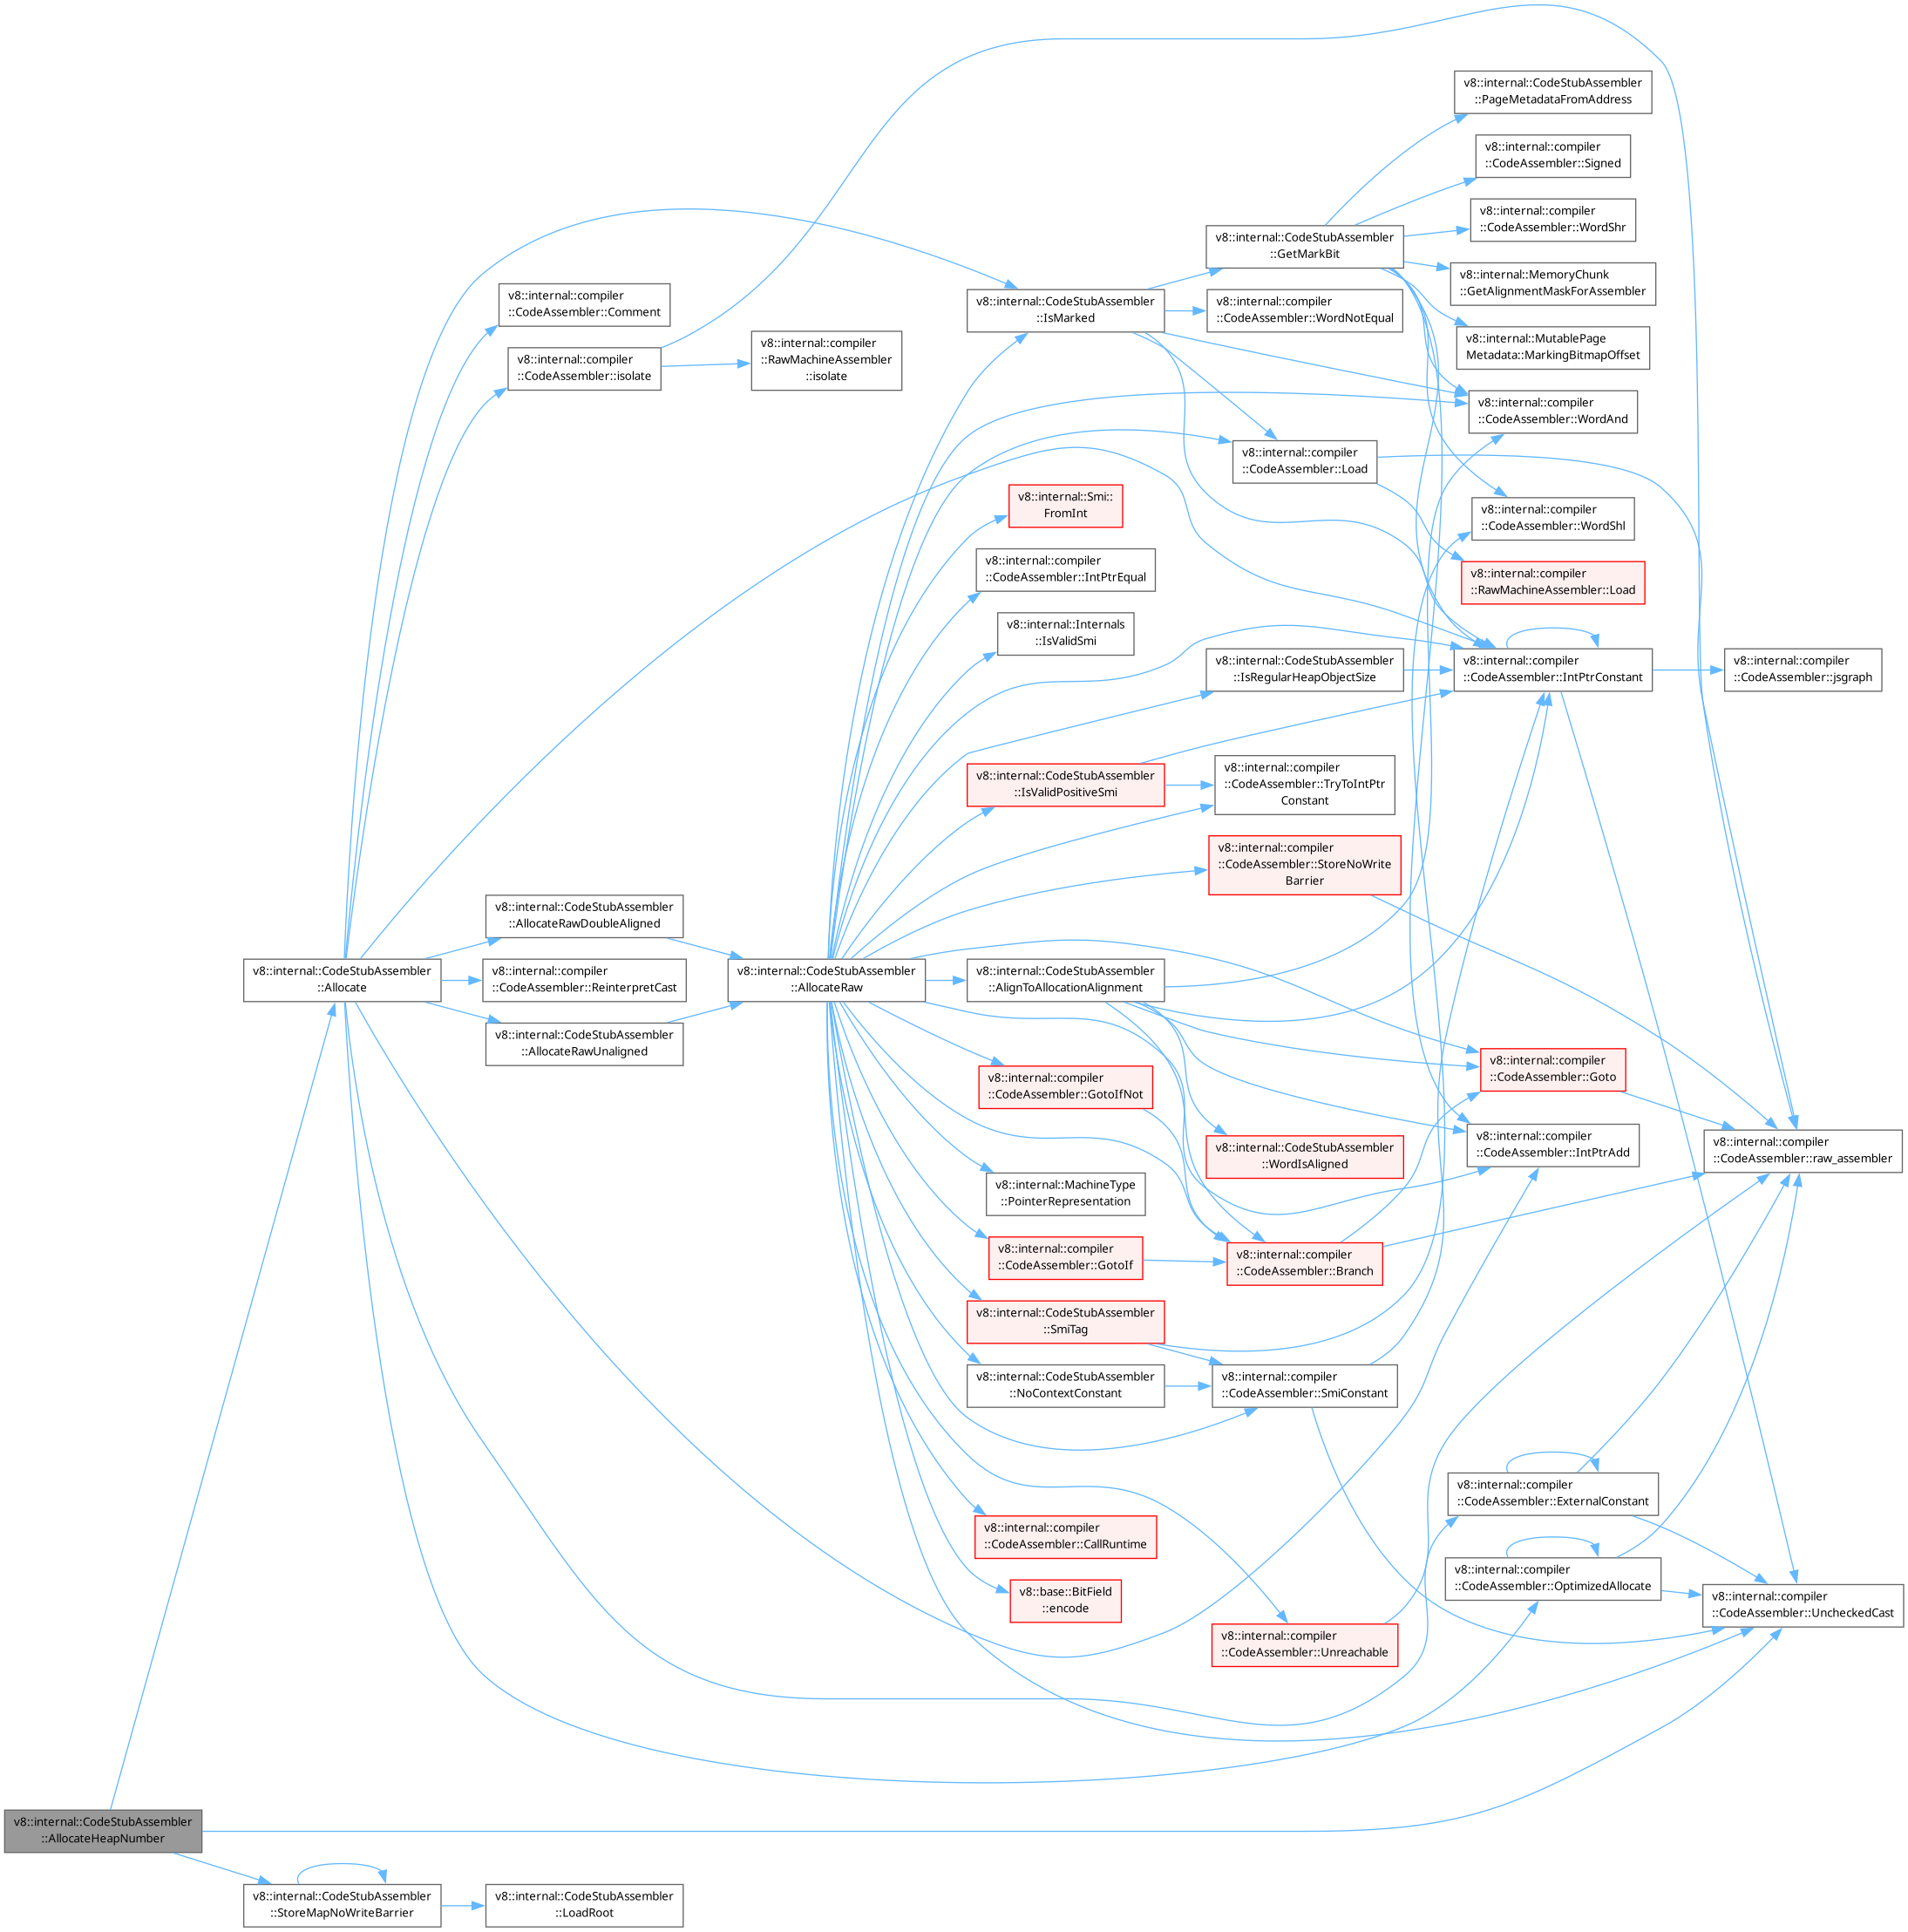 v8::internal::CodeStubAssembler
::PageMetadataFromAddress
v8::internal::compiler
::CodeAssembler::Signed
v8::internal::compiler
::CodeAssembler::WordShr
v8::internal::CodeStubAssembler
::GetMarkBit
v8::internal::MemoryChunk
::GetAlignmentMaskForAssembler
v8::internal::compiler
::CodeAssembler::Comment
v8::internal::CodeStubAssembler
::IsMarked
v8::internal::compiler
::CodeAssembler::WordNotEqual
v8::internal::MutablePage
Metadata::MarkingBitmapOffset
v8::internal::compiler
::CodeAssembler::isolate
v8::internal::compiler
::RawMachineAssembler
::isolate
v8::internal::compiler
::CodeAssembler::WordAnd
v8::internal::compiler
::CodeAssembler::Load
v8::internal::Smi::
FromInt
v8::internal::compiler
::CodeAssembler::WordShl
v8::internal::compiler
::CodeAssembler::IntPtrEqual
v8::internal::compiler
::RawMachineAssembler::Load
v8::internal::Internals
::IsValidSmi
v8::internal::CodeStubAssembler
::IsRegularHeapObjectSize
v8::internal::compiler
::CodeAssembler::IntPtrConstant
v8::internal::compiler
::CodeAssembler::jsgraph
v8::internal::CodeStubAssembler
::IsValidPositiveSmi
v8::internal::compiler
::CodeAssembler::TryToIntPtr
Constant
v8::internal::compiler
::CodeAssembler::StoreNoWrite
Barrier
v8::internal::CodeStubAssembler
::AllocateRawDoubleAligned
v8::internal::CodeStubAssembler
::Allocate
v8::internal::compiler
::CodeAssembler::ReinterpretCast
v8::internal::CodeStubAssembler
::AllocateRaw
v8::internal::CodeStubAssembler
::AlignToAllocationAlignment
v8::internal::CodeStubAssembler
::AllocateRawUnaligned
v8::internal::compiler
::CodeAssembler::GotoIfNot
v8::internal::compiler
::CodeAssembler::Goto
v8::internal::CodeStubAssembler
::WordIsAligned
v8::internal::compiler
::CodeAssembler::IntPtrAdd
v8::internal::compiler
::CodeAssembler::raw_assembler
v8::internal::MachineType
::PointerRepresentation
v8::internal::compiler
::CodeAssembler::GotoIf
v8::internal::compiler
::CodeAssembler::Branch
v8::internal::CodeStubAssembler
::SmiTag
v8::internal::CodeStubAssembler
::NoContextConstant
v8::internal::compiler
::CodeAssembler::SmiConstant
v8::internal::compiler
::CodeAssembler::ExternalConstant
v8::internal::compiler
::CodeAssembler::CallRuntime
v8::internal::compiler
::CodeAssembler::OptimizedAllocate
v8::base::BitField
::encode
v8::internal::compiler
::CodeAssembler::UncheckedCast
v8::internal::compiler
::CodeAssembler::Unreachable
v8::internal::CodeStubAssembler
::AllocateHeapNumber
v8::internal::CodeStubAssembler
::StoreMapNoWriteBarrier
v8::internal::CodeStubAssembler
::LoadRoot